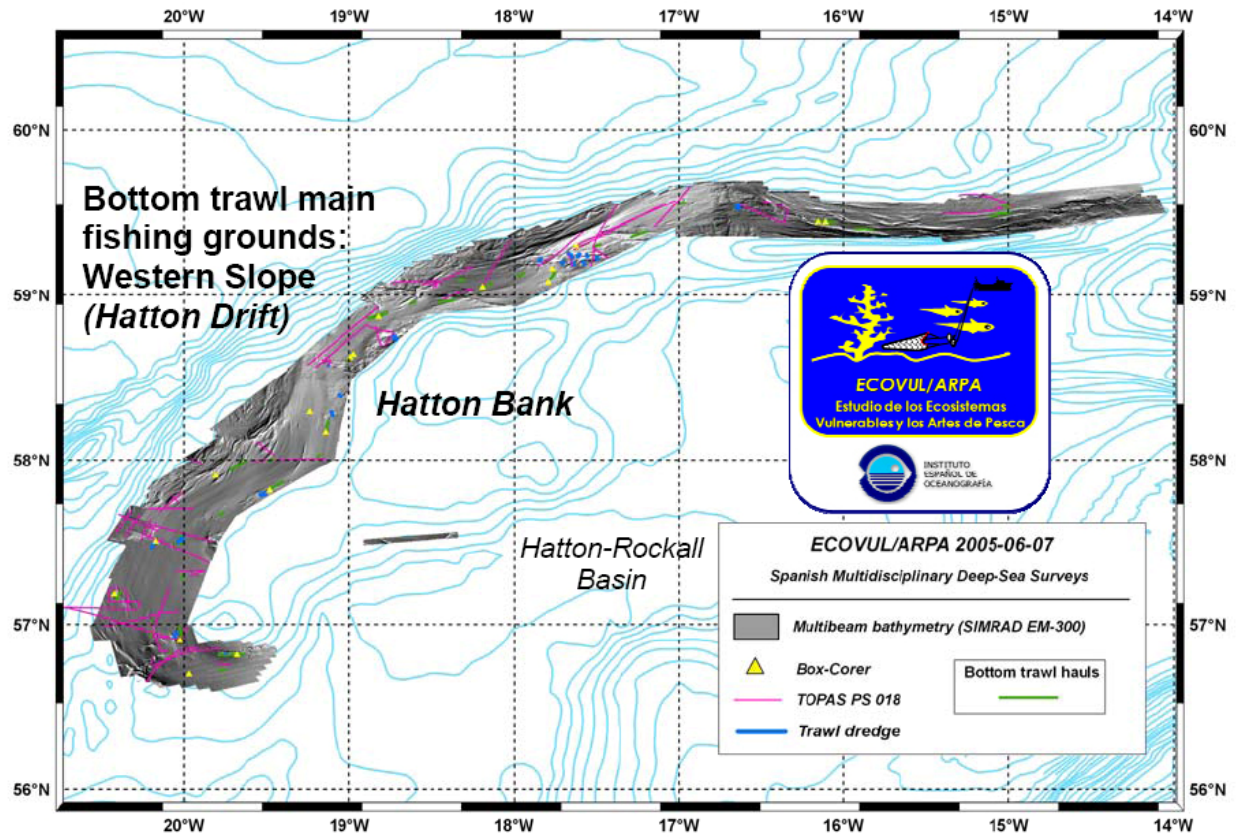 20°W 19°W 18°W 17°W 16°W 15°W 14°W
60°N 60°N
Bottom trawl main
fishing grounds:
Western Slope
(Hatton Drift)
59°N 59°N
ECOVUL/ARPA
Estudio de los Ecosistemas
Vulnerables y los Artes de Pesca
Hatton Bank
58°N 58°N
INSTITUTO
ESPAÑOL DE
OCEANOGRAFÍA
Hatton-Rockall
Basin
ECOVUL/ARPA 2005-06-07
Spanish Multidisciplinary Deep-Sea Surveys
57°N 57°N
Multibeam bathymetry (SIMRAD EM-300)
Box-Corer
Bottom trawl hauls
TOPAS PS 018
Trawl dredge
56°N 56°N
20°W 19°W 18°W 17°W 16°W 15°W 14°W